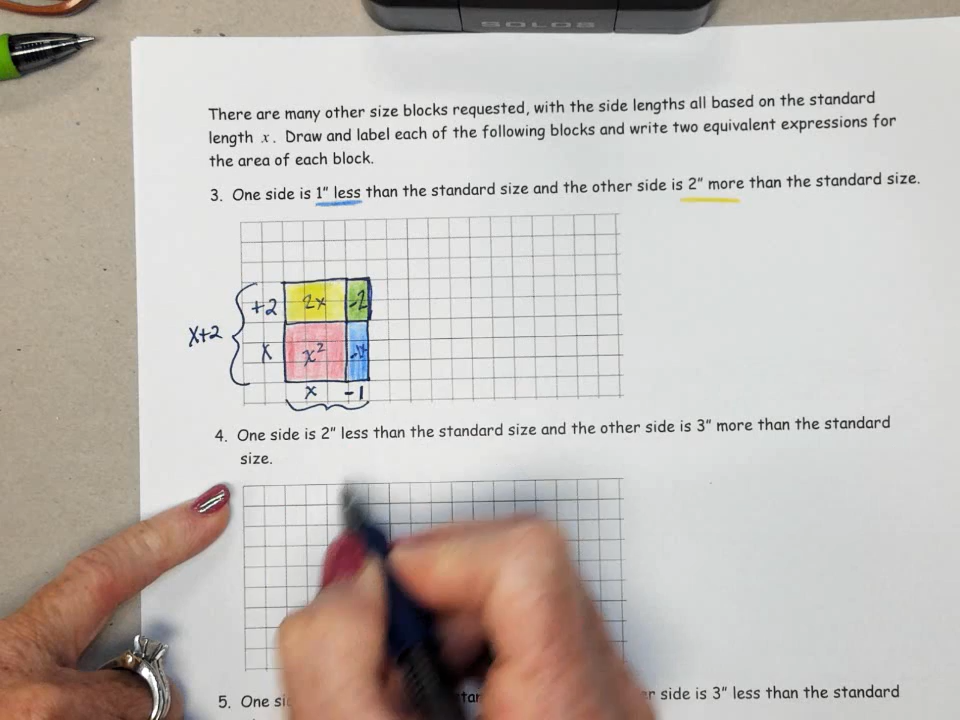 SOLOS
There are many other size blocks requested, with the side lengths all based on the standard
length x. Draw and label each of the following blocks and write two equivalent expressions for
the area of each block.
3. One side is 1" less than the standard size and the other side is 2" more than the standard size.
+2 2x -2
x+2
x x² -x
x -1
4. One side is 2" less than the standard size and the other side is 3" more than the standard
size.
5. One si
side is 3" less than the standard